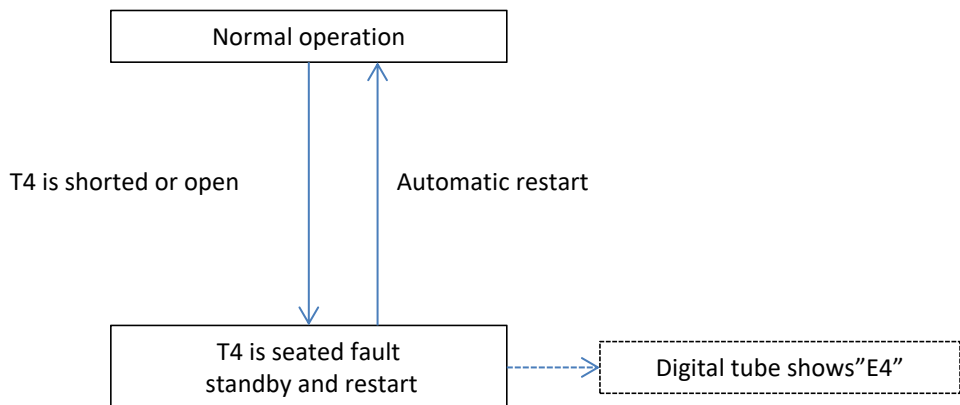 Normal operation
T4 is shorted or open
Automatic restart
T4 is seated fault
standby and restart
Digital tube shows”E4”